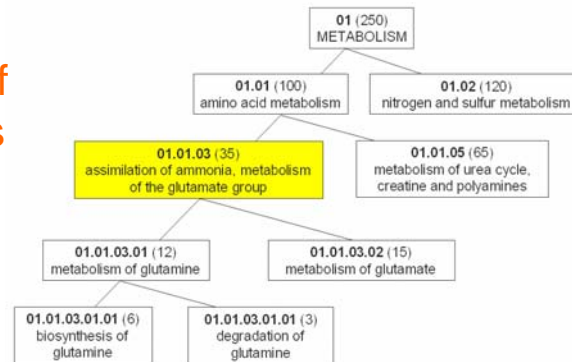 f
s
01 (250)
METABOLISM
01.01 (100)
amino acid metabolism
01.02 (120)
nitrogen and sulfur metabolism
01.01.03 (35)
assimilation of ammonia, metabolism
of the glutamate group
01.01.05 (65)
metabolism of urea cycle,
creatine and polyamines
01.01.03.01 (12)
metabolism of glutamine
01.01.03.02 (15)
metabolism of glutamate
01.01.03.01.01 (6)
biosynthesis of
glutamine
01.01.03.01.01 (3)
degradation of
glutamine